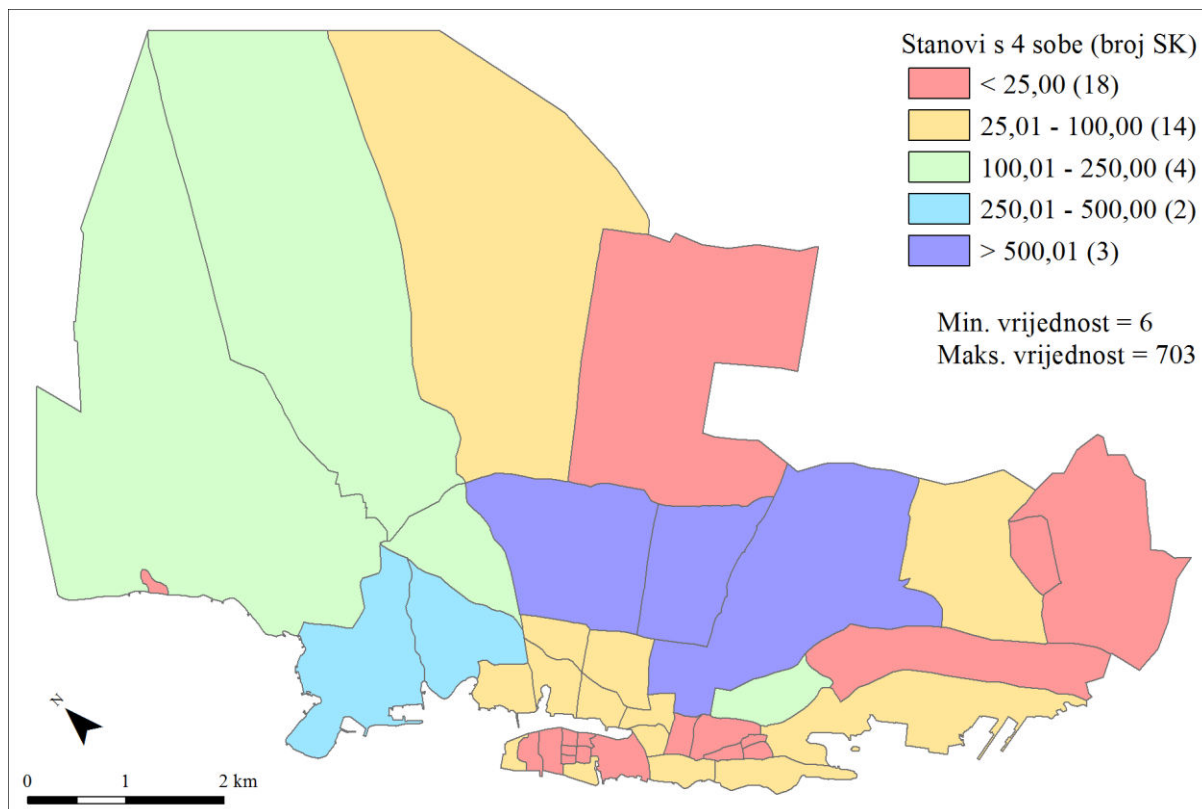 Stanovi s 4 sobe (broj SK)
< 25,00 (18)
25,01 - 100,00 (14)
100,01 - 250,00 (4)
250,01 - 500,00 (2)
> 500,01 (3)
Min. vrijednost = 6
Maks. vrijednost = 703
N
0 1 2 km